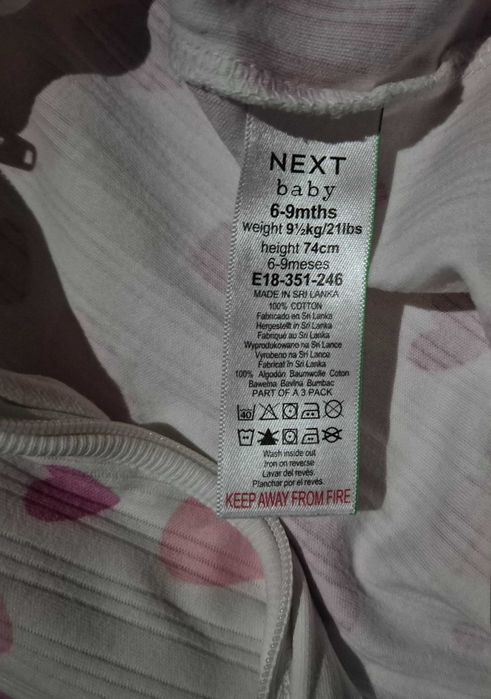 NEXT
baby
6-9mths
weight 9½kg/21lbs
height 74cm
6-9meses
E18-351-246
MADE IN SRI LANKA
100% COTTON
Fabricado en Sri Lanka
Hergestellt in Sri Lanka
Fabriqué au Sri Lanka
Wyprodukowano na Sri Lance
Vyrobeno na Sri Lance
Fabricat în Sri Lanka
100% Algodón Baumwolle Coton
Bawełna Bavlna Bumbac
PART OF A 3 PACK
40
Wash inside out
Iron on reverse
Lavar del revés
Planchar por el revés
KEEP AWAY FROM FIRE